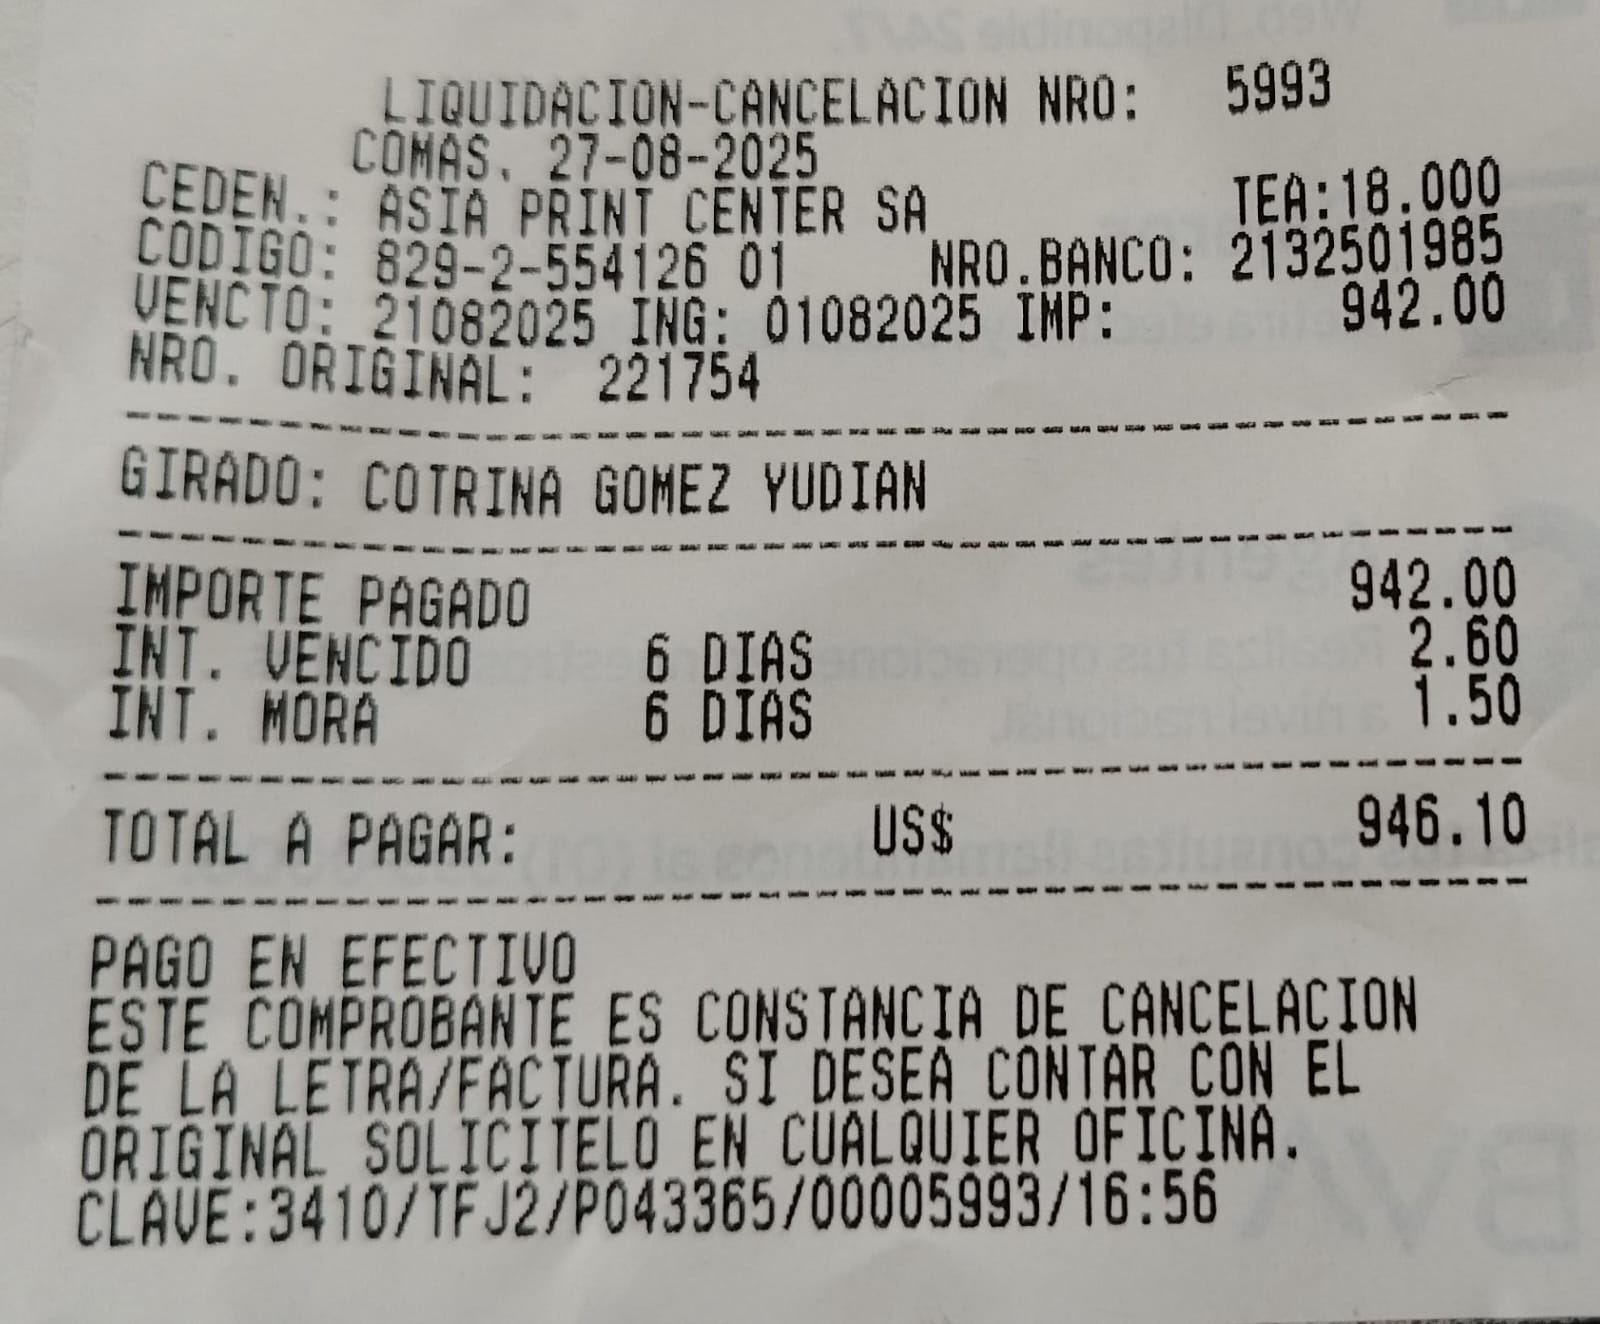 LIQUIDACION-CANCELACION NRO: 5993
COMAS. 27-08-2025
CEDEN.: ASIA PRINT CENTER SA TEA:18.000
CODIGO: 829-2-554126 01 NRO.BANCO: 2132501985
VENCTO: 21082025 ING: 01082025 IMP: 942.00
NRO. ORIGINAL: 221754
GIRADO: COTRINA GOMEZ YUDIAN
IMPORTE PAGADO 942.00
INT. VENCIDO 6 DIAS 2.60
INT. MORA 6 DIAS 1.50
TOTAL A PAGAR: US$ 946.10
PAGO EN EFECTIVO
ESTE COMPROBANTE ES CONSTANCIA DE CANCELACION
DE LA LETRA/FACTURA. SI DESEA CONTAR CON EL
ORIGINAL SOLICITELO EN CUALQUIER OFICINA.
CLAVE:3410/TFJ2/P043365/00005993/16:56